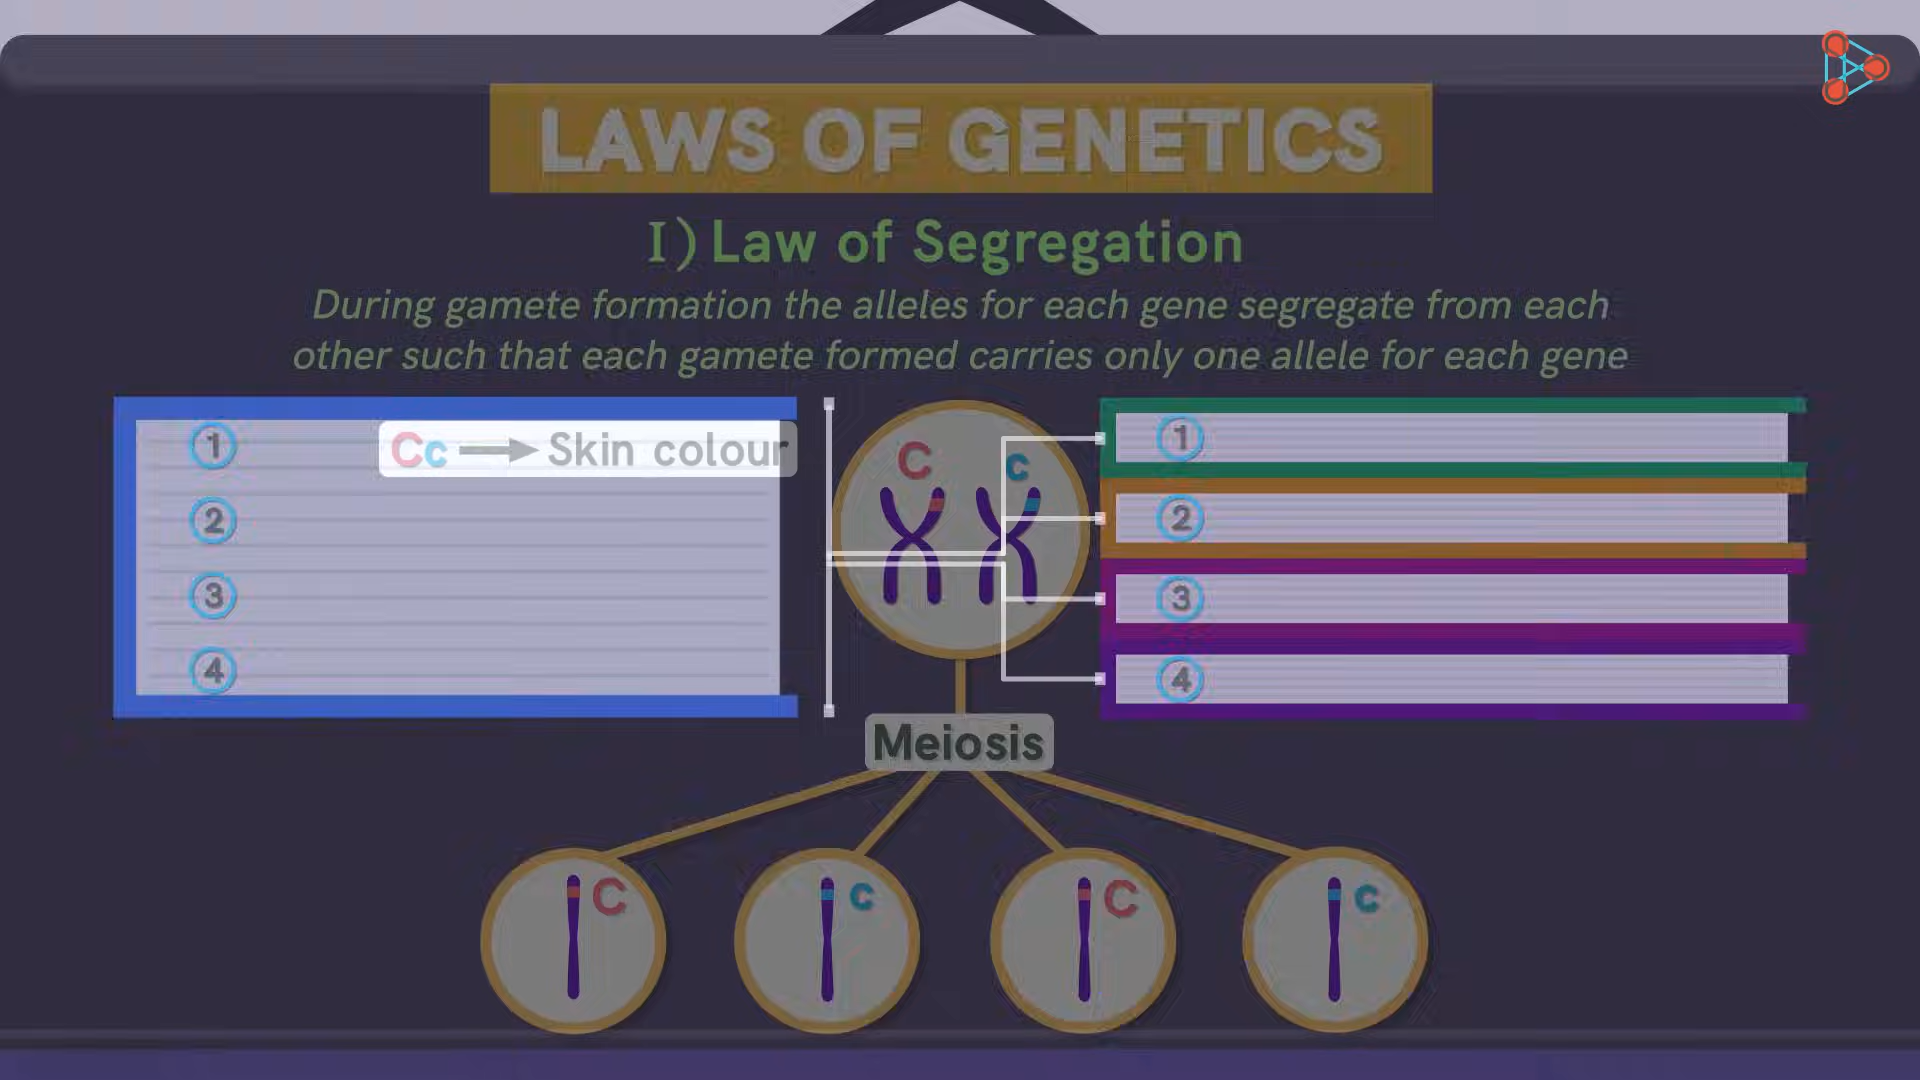 LAWS OF GENETICS
I) Law of Segregation
During gamete formation the alleles for each gene segregate from each
other such that each gamete formed carries only one allele for each gene
1
Cc Skin colour
2
3
4
C c
1
2
3
4
Meiosis
C
c
C
c